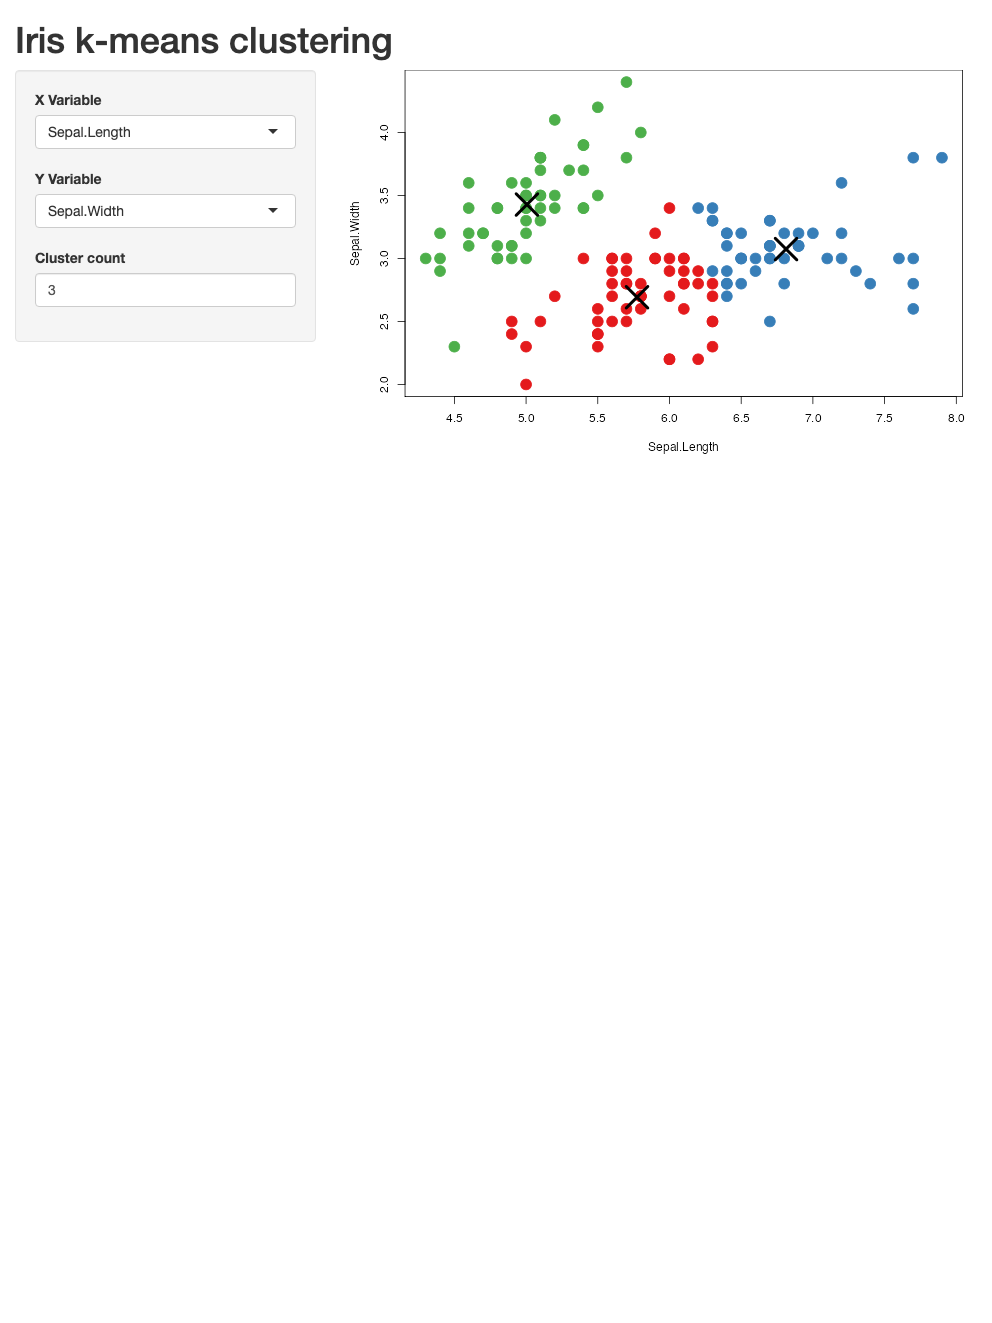 Iris k-means clustering
X Variable
Sepal.Length
Y Variable
Sepal.Width
Cluster count
3
Sepal.Width
4.0
3.5
3.0
2.5
2.0
4.5 5.0 5.5 6.0 6.5 7.0 7.5 8.0
Sepal.Length